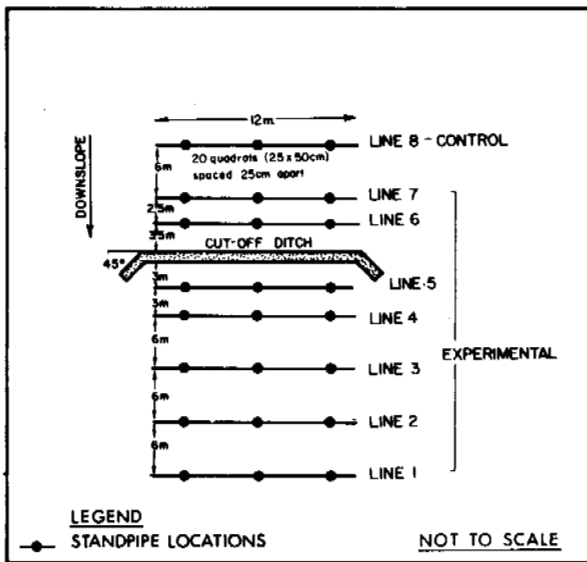 12m.
LINE 8 - CONTROL
6m
20 quadrats (25 x 50cm)
spaced 25cm apart
DOWNSLOPE
LINE 7
2.5m
LINE 6
3.5m
CUT-OFF DITCH
45°
3m
LINE 5
3m
LINE 4
6m
EXPERIMENTAL
LINE 3
6m
LINE 2
6m
LINE 1
LEGEND
STANDPIPE LOCATIONS
NOT TO SCALE